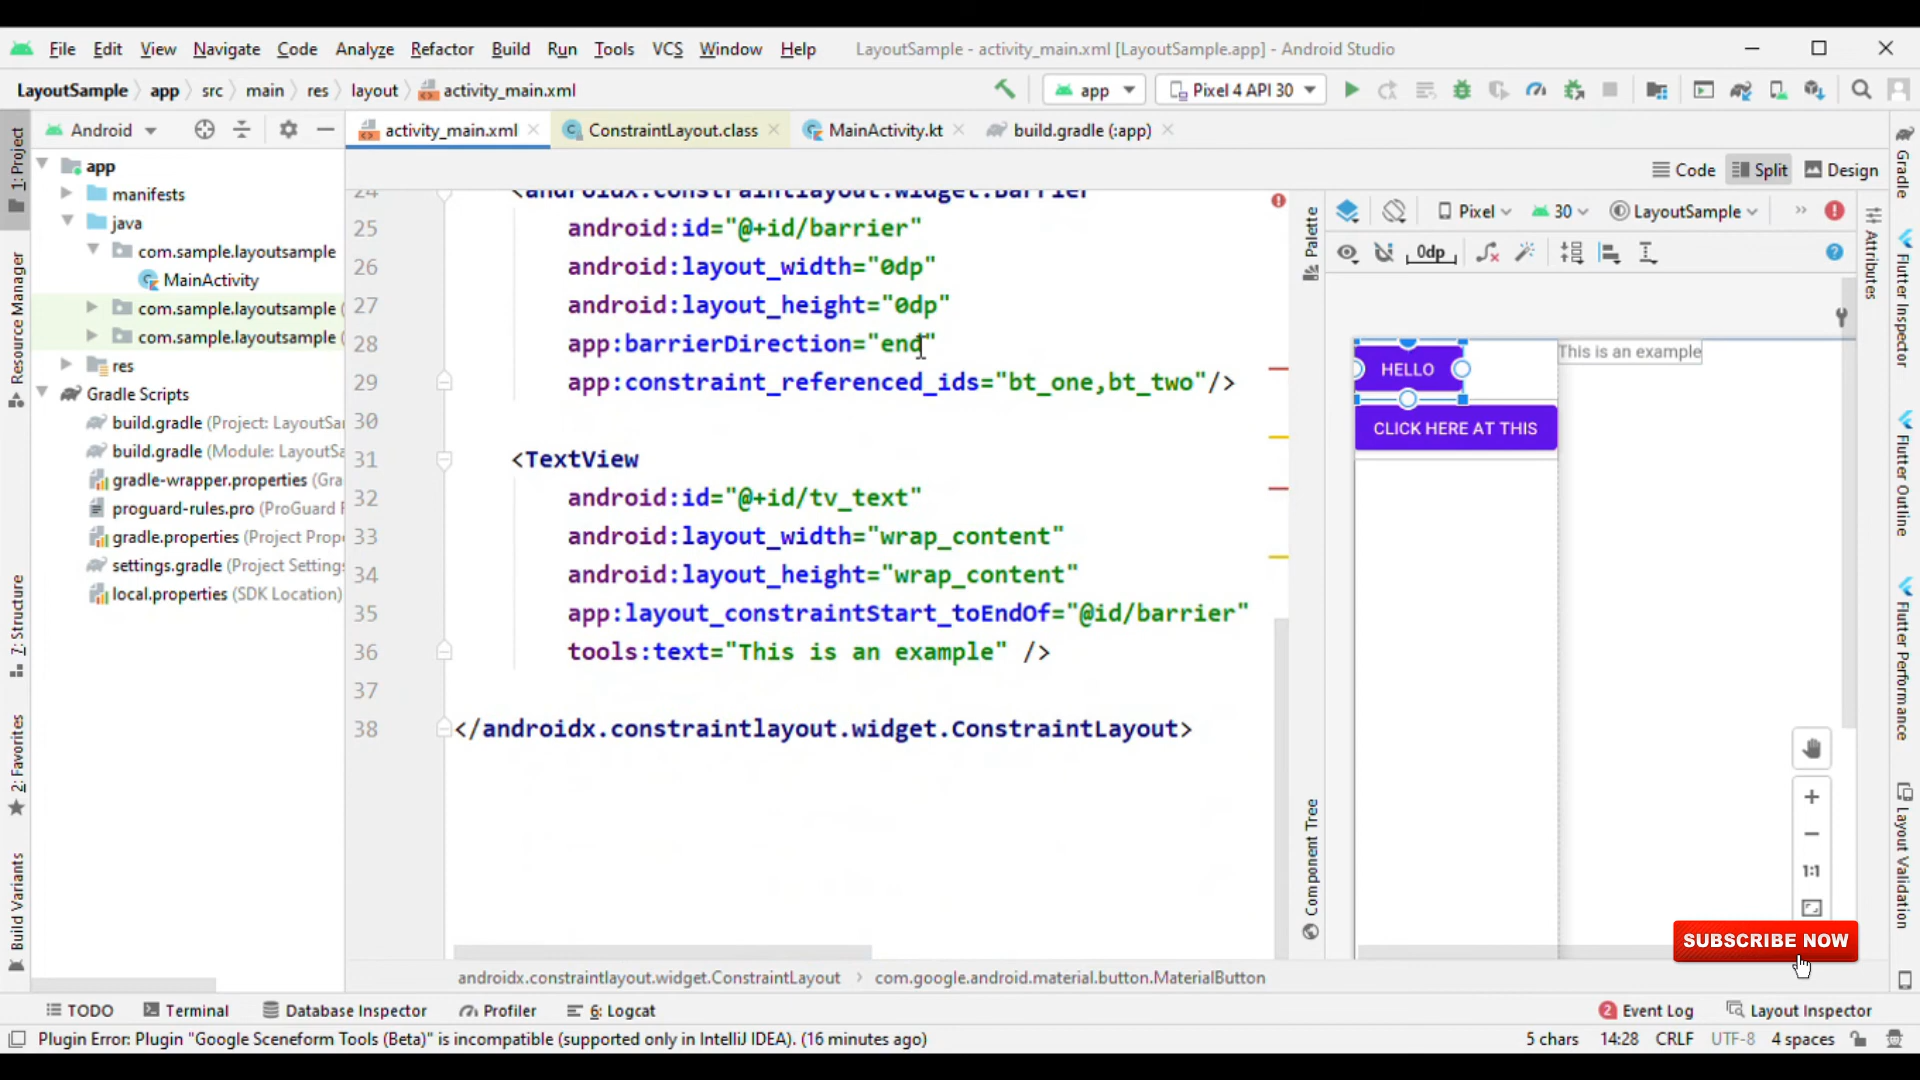 File Edit View Navigate Code Analyze Refactor Build Run Tools VCS Window Help LayoutSample - activity_main.xml [LayoutSample.app] - Android Studio
LayoutSample app src main res layout activity_main.xml app Pixel 4 API 30
Android activity_main.xml ConstraintLayout.class MainActivity.kt build.gradle (:app)
Code Split Design
app
manifests
java
com.sample.layoutsample
MainActivity
com.sample.layoutsample (
com.sample.layoutsample (
res
Gradle Scripts
build.gradle (Project: LayoutSa
build.gradle (Module: LayoutSa
gradle-wrapper.properties (Gra
proguard-rules.pro (ProGuard
gradle.properties (Project Prop
settings.gradle (Project Settings
local.properties (SDK Location)
24 <androidx.constraintlayout.widget.Barrier
25 android:id="@+id/barrier"
26 android:layout_width="0dp"
27 android:layout_height="0dp"
28 app:barrierDirection="end"
29 app:constraint_referenced_ids="bt_one,bt_two"/>
30
31 <TextView
32 android:id="@+id/tv_text"
33 android:layout_width="wrap_content"
34 android:layout_height="wrap_content"
35 app:layout_constraintStart_toEndOf="@id/barrier"
36 tools:text="This is an example" />
37
38 </androidx.constraintlayout.widget.ConstraintLayout>
androidx.constraintlayout.widget.ConstraintLayout › com.google.android.material.button.MaterialButton
Pixel 30 LayoutSample »
0dp
HELLO
This is an example
CLICK HERE AT THIS
1:1
SUBSCRIBE NOW
1: Project
Resource Manager
7: Structure
2: Favorites
Build Variants
Palette
Component Tree
Attributes
Gradle
Flutter Inspector
Flutter Outline
Flutter Performance
Layout Validation
TODO Terminal Database Inspector Profiler 6: Logcat 2 Event Log Layout Inspector
Plugin Error: Plugin "Google Sceneform Tools (Beta)" is incompatible (supported only in IntelliJ IDEA). (16 minutes ago) 5 chars 14:28 CRLF UTF-8 4 spaces